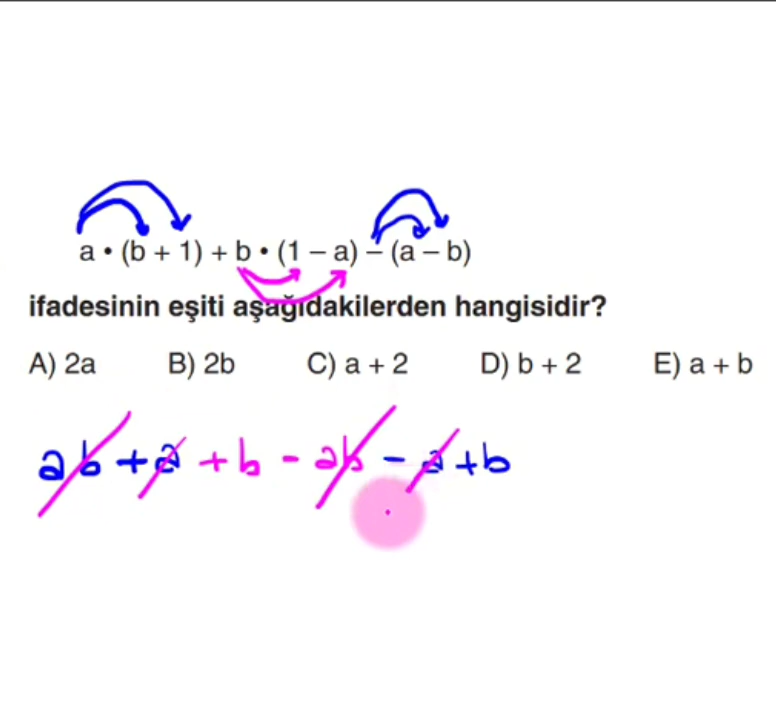 a • (b + 1) + b • (1 – a) – (a – b)
ifadesinin eşiti aşağıdakilerden hangisidir?
A) 2a B) 2b C) a + 2 D) b + 2 E) a + b
ab + a + b - ab - a + b